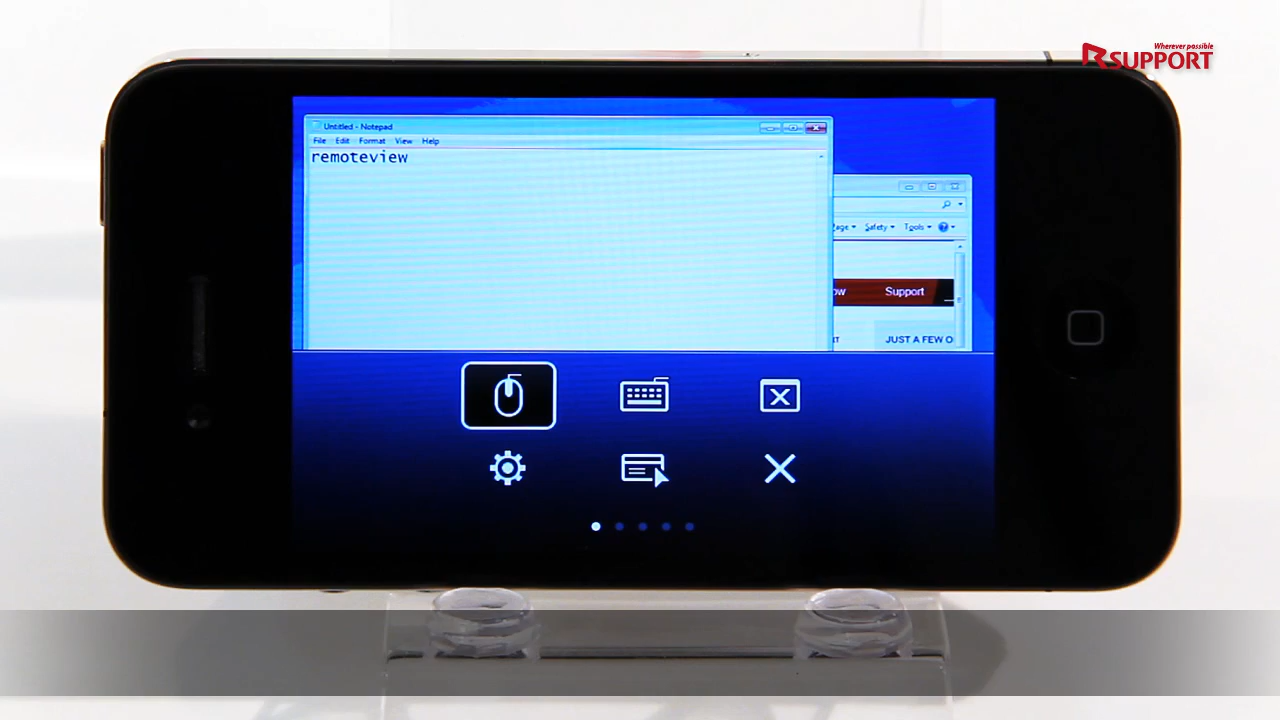 Wherever possible
RSUPPORT
Untitled - Notepad
File Edit Format View Help
remoteview
Safety Tools
Support
JUST A FEW O